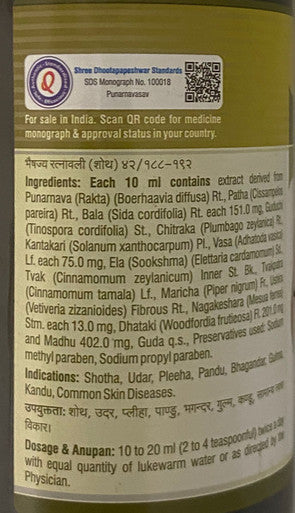 Shree Dhootapapeshwar Standards
SDS Monograph No. 100018
Punarnavasav
Q
For sale in India. Scan QR code for medicine
monograph & approval status in your country.
भैषज्य रत्नावली (शोथ) ४२/१८८-१९२
Ingredients: Each 10 ml contains extract derived from
Punarnava (Rakta) (Boerhaavia diffusa) Rt., Patha (Cissampelos
pareira) Rt., Bala (Sida cordifolia) Rt. each 151.0 mg, Guduchi
(Tinospora cordifolia) St., Chitraka (Plumbago zeylanica) Rt.,
Kantakari (Solanum xanthocarpum) Pl., Vasa (Adhatoda vasica)
Lf. each 75.0 mg, Ela (Sookshma) (Elettaria cardamomum) Sd.,
Tvak (Cinnamomum zeylanicum) Inner St. Bk., Tvakpatra
(Cinnamomum tamala) Lf., Maricha (Piper nigrum) Fr., Ushira
(Vetiveria zizanioides) Fibrous Rt., Nagakeshara (Mesua ferrea)
Stm. each 13.0 mg, Dhataki (Woodfordia fruticosa) Fl. 201.0 mg
and Madhu 402.0 mg, Guda q.s., Preservatives used: Sodium
methyl paraben, Sodium propyl paraben.
Indications: Shotha, Udar, Pleeha, Pandu, Bhagandar, Gulma,
Kandu, Common Skin Diseases.
उपयुक्तता: शोथ, उदर, प्लीहा, पाण्डु, भगन्दर, गुल्म, कण्डू, सामान्य त्वचा
विकार।
Dosage & Anupan: 10 to 20 ml (2 to 4 teaspoonful) twice a day
with equal quantity of lukewarm water or as directed by the
Physician.